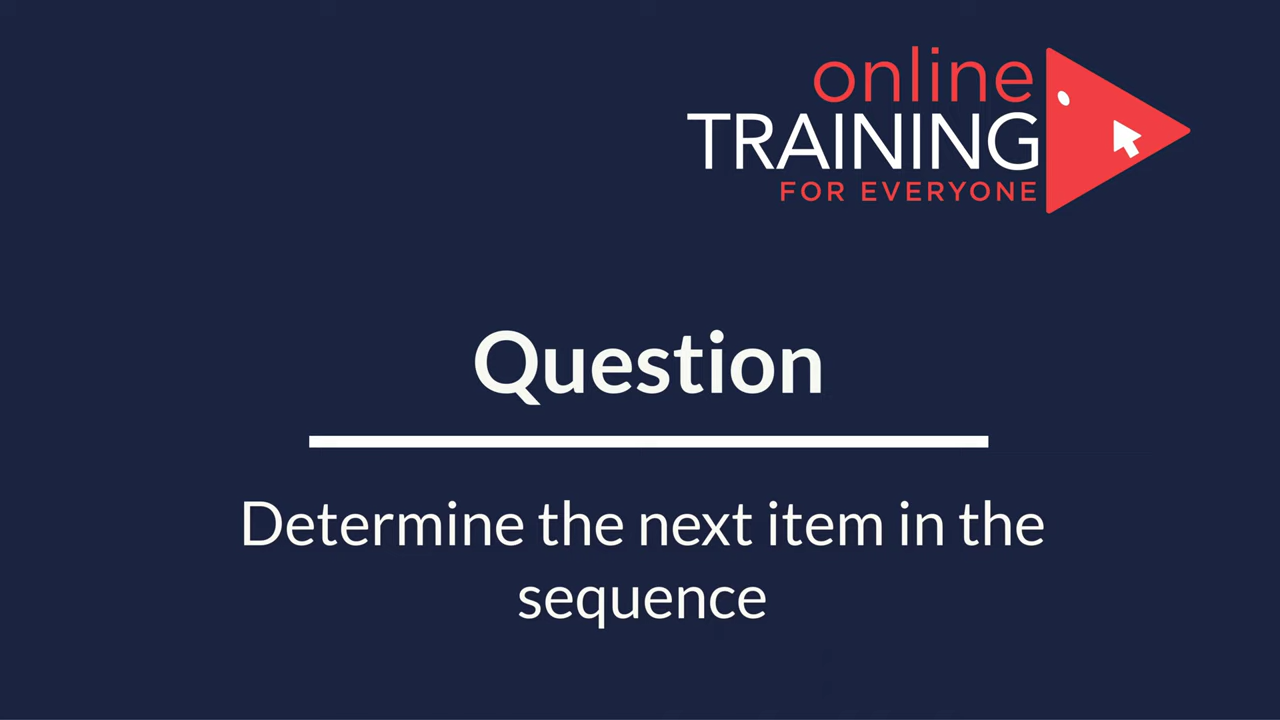 online
TRAINING
FOR EVERYONE
Question
Determine the next item in the
sequence